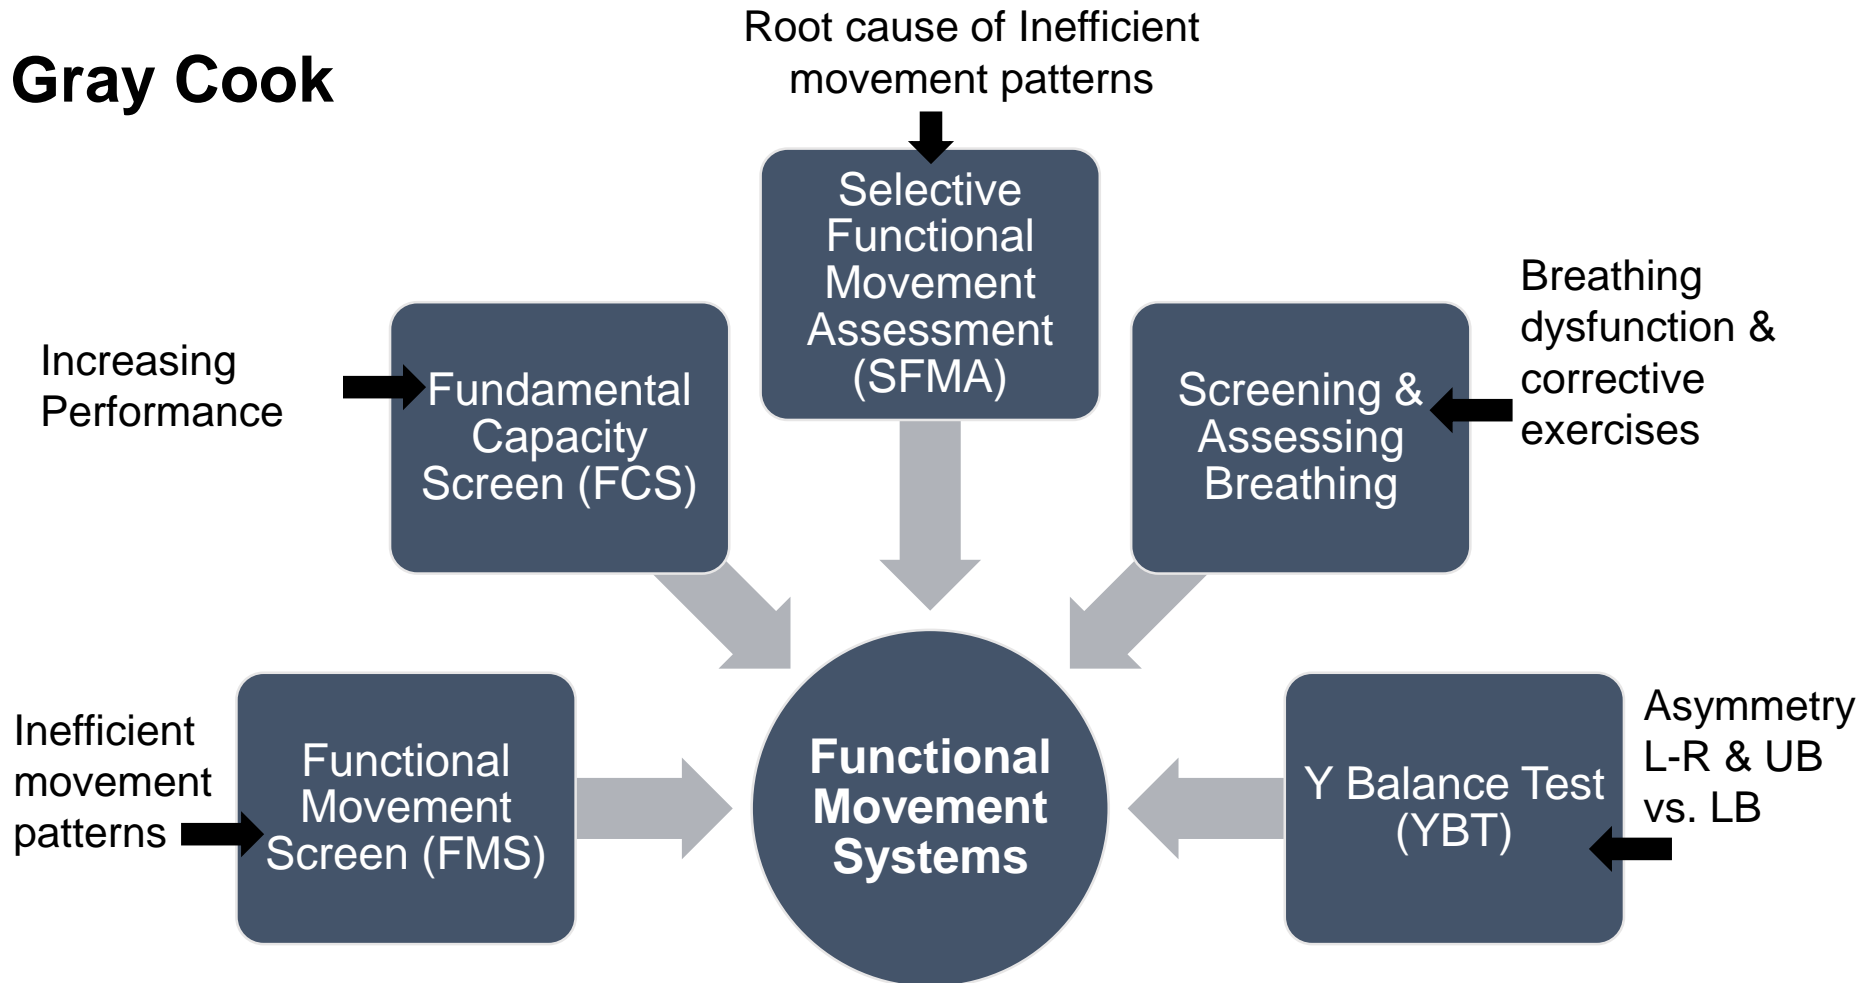 Gray Cook
Root cause of Inefficient
movement patterns
Selective
Functional
Movement
Assessment
(SFMA)
Increasing
Performance
Fundamental
Capacity
Screen (FCS)
Screening &
Assessing
Breathing
Breathing
dysfunction &
corrective
exercises
Inefficient
movement
patterns
Functional
Movement
Screen (FMS)
Functional
Movement
Systems
Y Balance Test
(YBT)
Asymmetry
L-R & UB
vs. LB